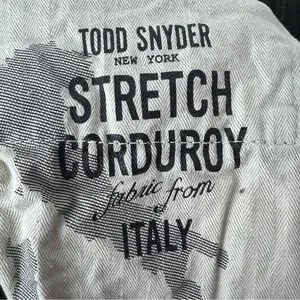 TODD SNYDER
NEW YORK
STRETCH
CORDUROY
fabric from
ITALY